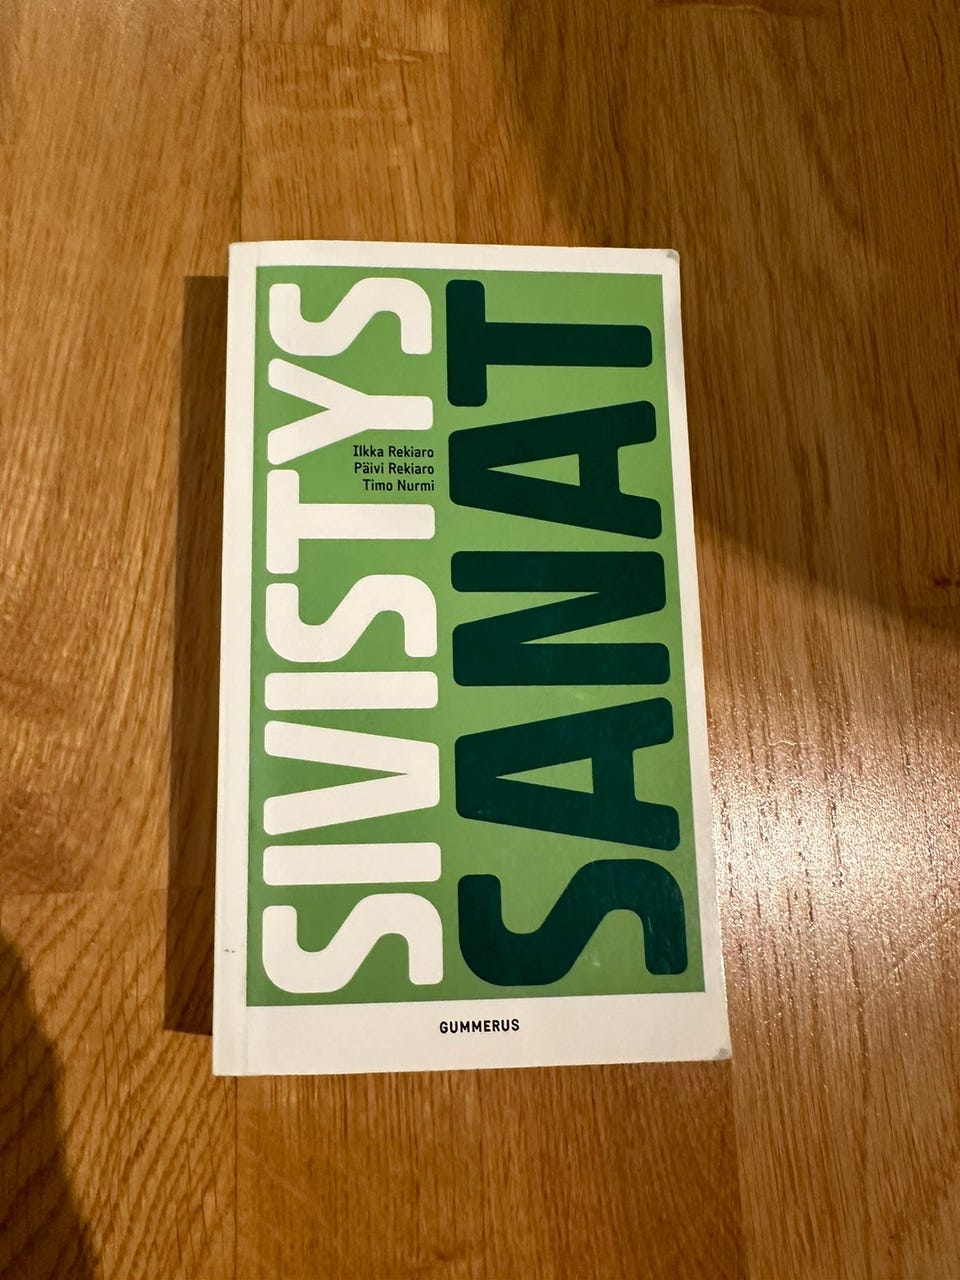 SIVISTYS
SANAT
Ilkka Rekiaro
Päivi Rekiaro
Timo Nurmi
GUMMERUS